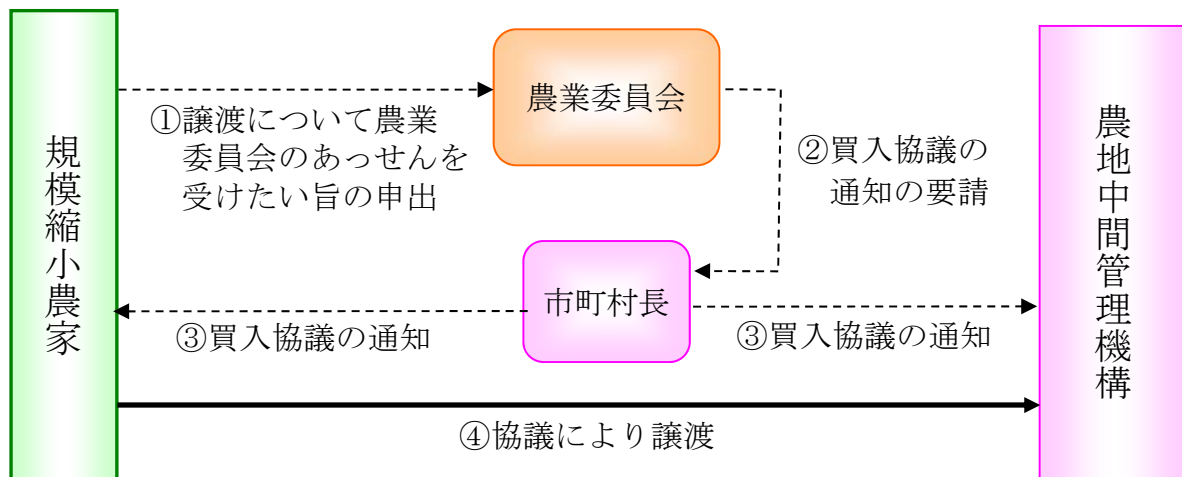 規模縮小農家
農業委員会
①譲渡について農業
委員会のあっせんを
受けたい旨の申出
②買入協議の
通知の要請
農地中間管理機構
市町村長
③買入協議の通知
③買入協議の通知
④協議により譲渡